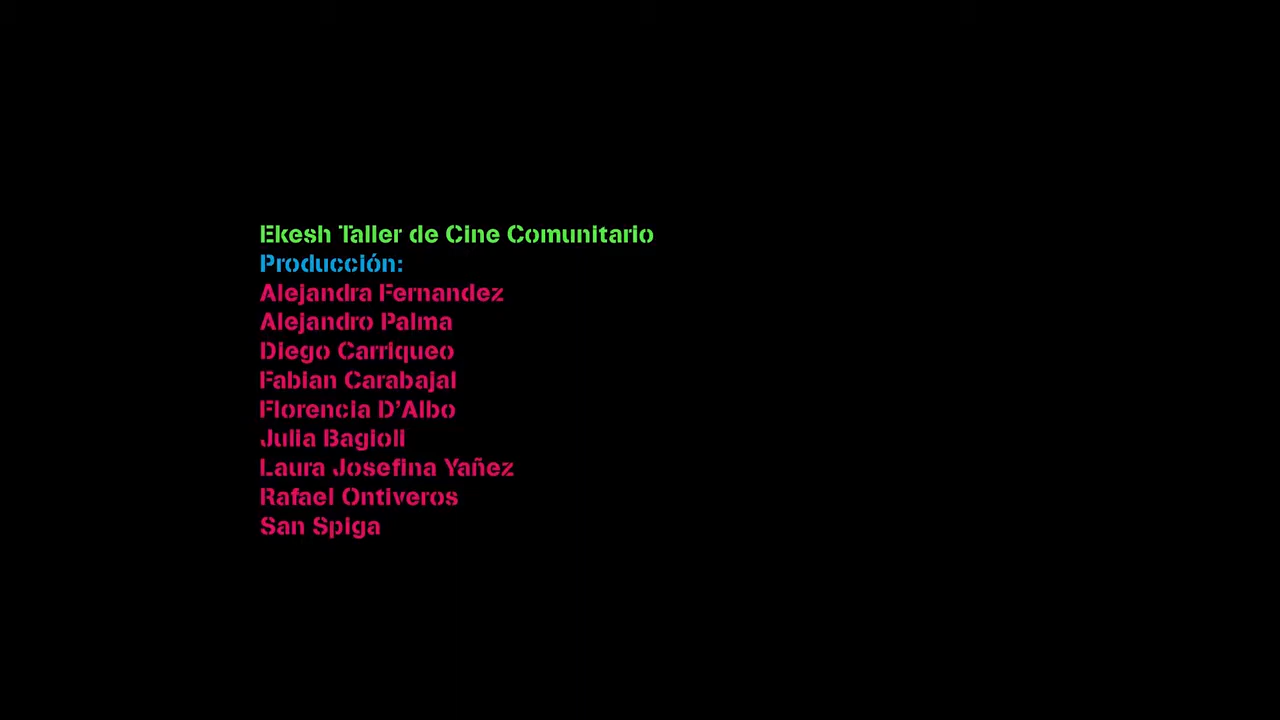 Ekesh Taller de Cine Comunitario
Producción:
Alejandra Fernandez
Alejandro Palma
Diego Carriqueo
Fabian Carabajal
Florencia D’Albo
Julia Bagioli
Laura Josefina Yañez
Rafael Ontiveros
San Spiga